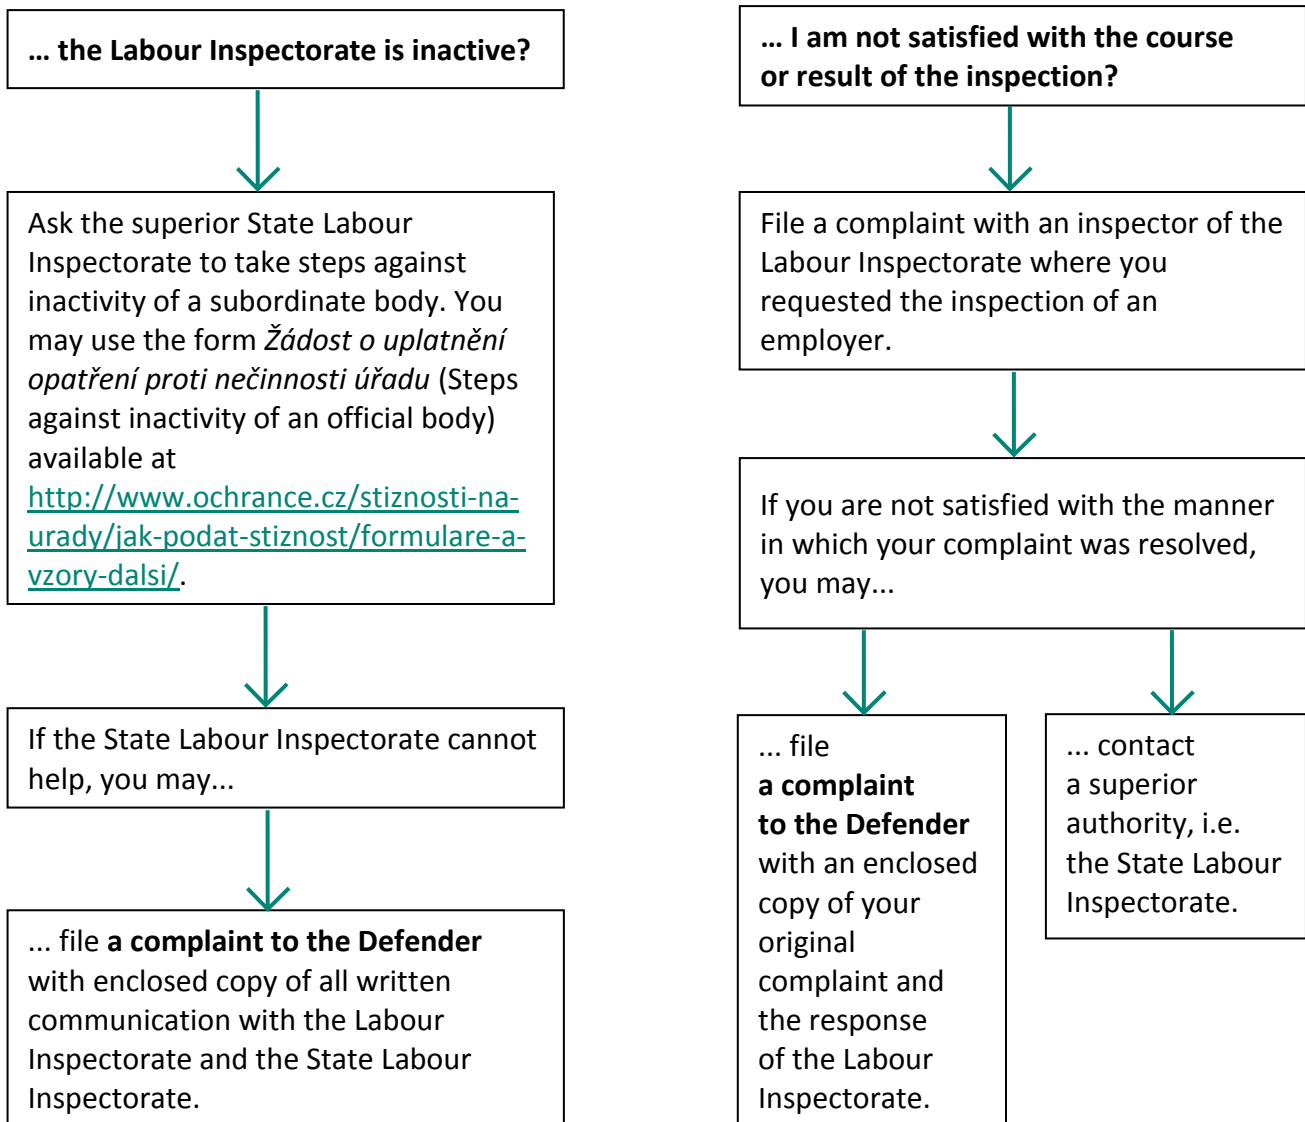 ... the Labour Inspectorate is inactive?
Ask the superior State Labour
Inspectorate to take steps against
inactivity of a subordinate body. You
may use the form Žádost o uplatnění
opatření proti nečinnosti úřadu (Steps
against inactivity of an official body)
available at
http://www.ochrance.cz/stiznosti-na-
urady/jak-podat-stiznost/formulare-a-
vzory-dalsi/.
If the State Labour Inspectorate cannot
help, you may...
... file a complaint to the Defender
with enclosed copy of all written
communication with the Labour
Inspectorate and the State Labour
Inspectorate.
... I am not satisfied with the course
or result of the inspection?
File a complaint with an inspector of the
Labour Inspectorate where you
requested the inspection of an
employer.
If you are not satisfied with the manner
in which your complaint was resolved,
you may...
... file
a complaint
to the Defender
with an enclosed
copy of your
original
complaint and
the response
of the Labour
Inspectorate.
... contact
a superior
authority, i.e.
the State Labour
Inspectorate.